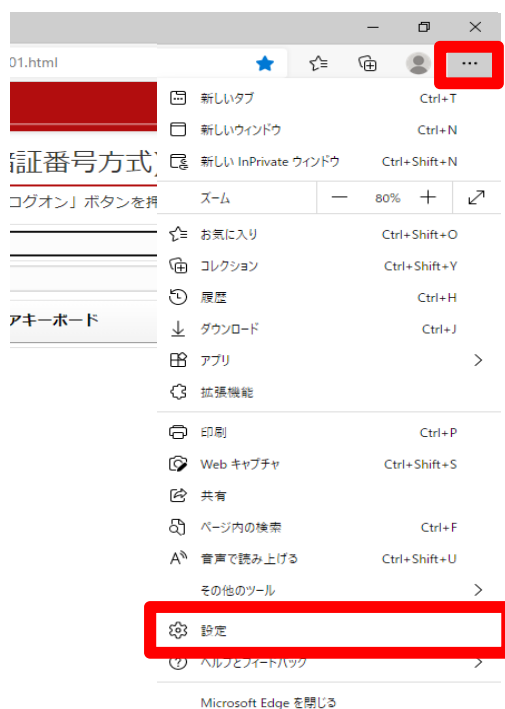 01.html
証番号方式)
コグオン」ボタンを押
アキーボード
新しいタブ Ctrl+T
新しいウィンドウ Ctrl+N
新しい InPrivate ウィンドウ Ctrl+Shift+N
ズーム — 80% +
お気に入り Ctrl+Shift+O
コレクション Ctrl+Shift+Y
履歴 Ctrl+H
ダウンロード Ctrl+J
アプリ
拡張機能
印刷 Ctrl+P
Web キャプチャ Ctrl+Shift+S
共有
ページ内の検索 Ctrl+F
音声で読み上げる Ctrl+Shift+U
その他のツール
設定
ヘルプとフィードバック
Microsoft Edge を閉じる